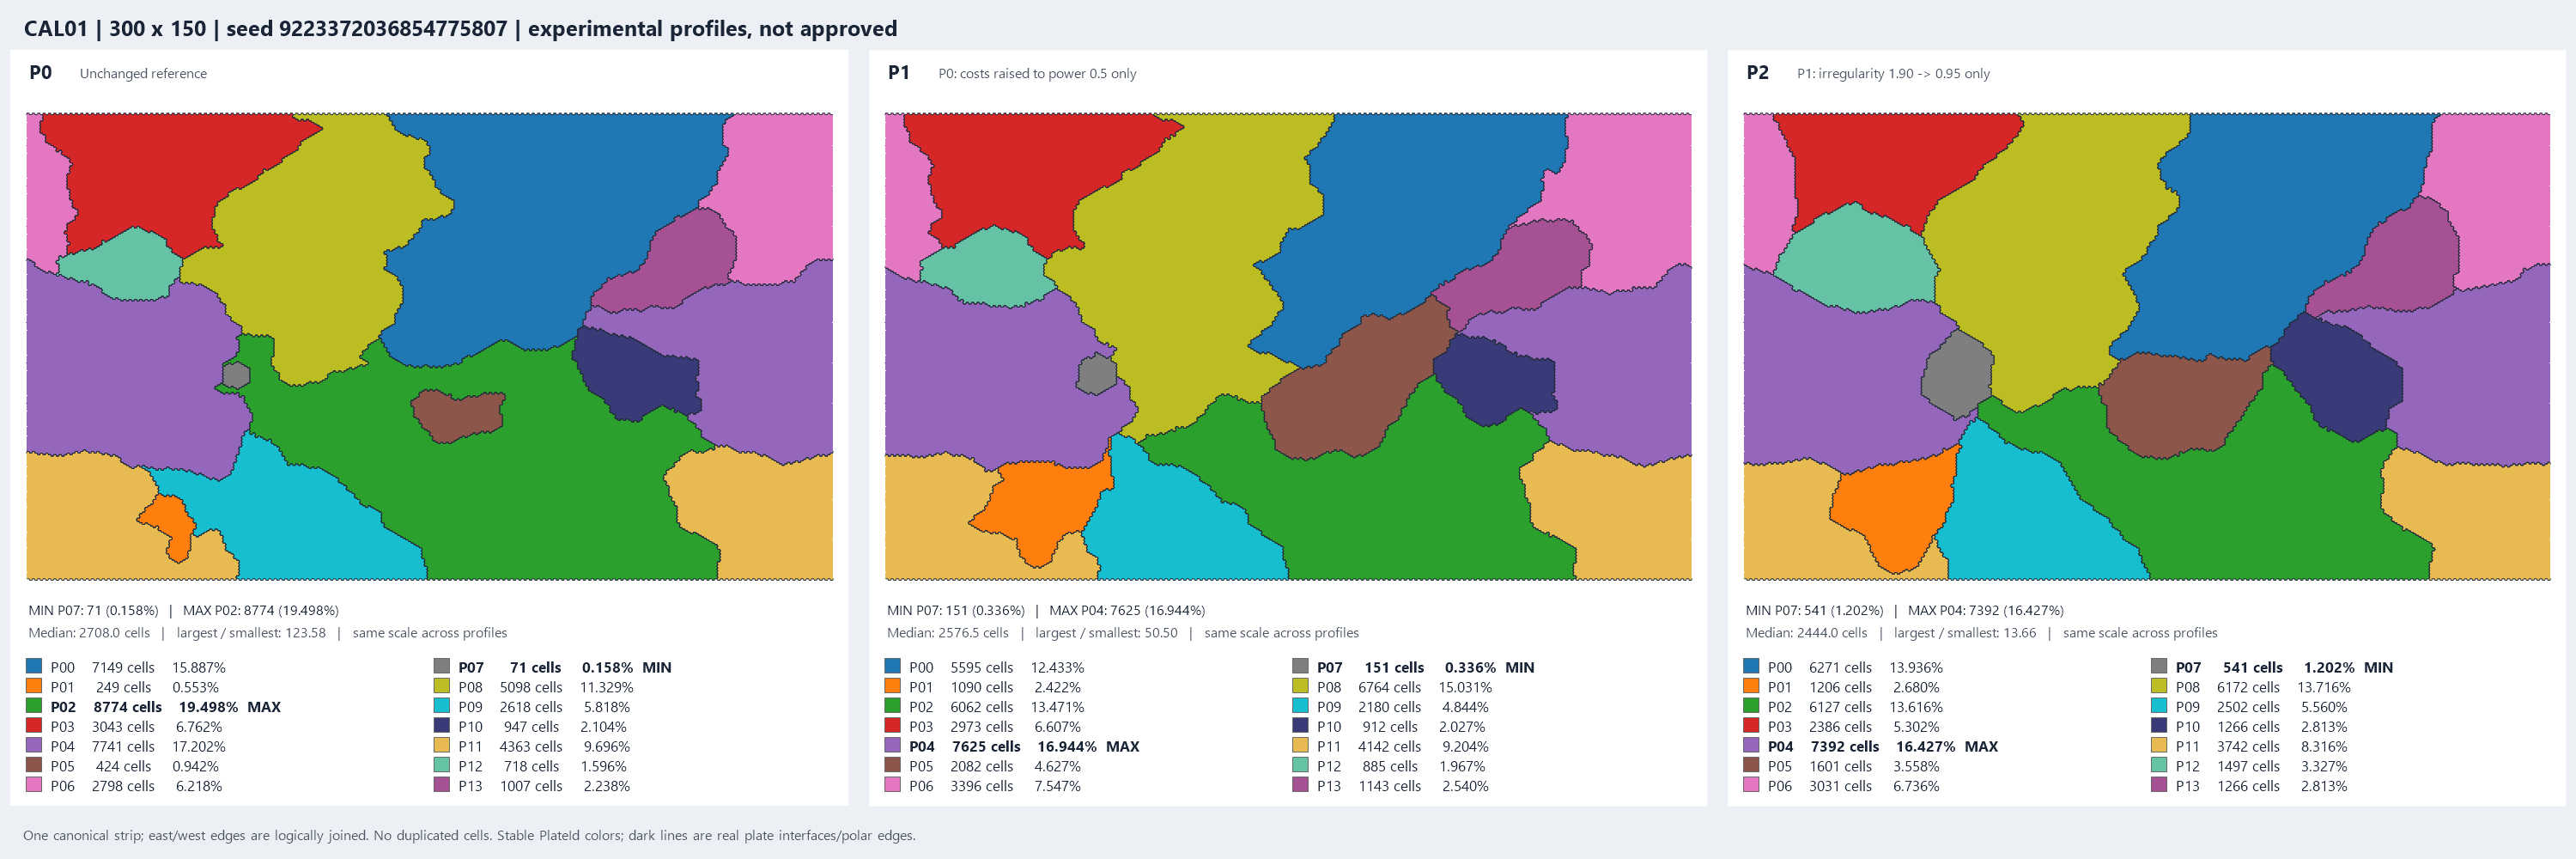 CAL01 | 300 x 150 | seed 9223372036854775807 | experimental profiles, not approved
P0 Unchanged reference
MIN P07: 71 (0.158%) | MAX P02: 8774 (19.498%)
Median: 2708.0 cells | largest / smallest: 123.58 | same scale across profiles
P00 7149 cells 15.887%
P01 249 cells 0.553%
P02 8774 cells 19.498% MAX
P03 3043 cells 6.762%
P04 7741 cells 17.202%
P05 424 cells 0.942%
P06 2798 cells 6.218%
P07 71 cells 0.158% MIN
P08 5098 cells 11.329%
P09 2618 cells 5.818%
P10 947 cells 2.104%
P11 4363 cells 9.696%
P12 718 cells 1.596%
P13 1007 cells 2.238%
P1 P0: costs raised to power 0.5 only
MIN P07: 151 (0.336%) | MAX P04: 7625 (16.944%)
Median: 2576.5 cells | largest / smallest: 50.50 | same scale across profiles
P00 5595 cells 12.433%
P01 1090 cells 2.422%
P02 6062 cells 13.471%
P03 2973 cells 6.607%
P04 7625 cells 16.944% MAX
P05 2082 cells 4.627%
P06 3396 cells 7.547%
P07 151 cells 0.336% MIN
P08 6764 cells 15.031%
P09 2180 cells 4.844%
P10 912 cells 2.027%
P11 4142 cells 9.204%
P12 885 cells 1.967%
P13 1143 cells 2.540%
P2 P1: irregularity 1.90 -> 0.95 only
MIN P07: 541 (1.202%) | MAX P04: 7392 (16.427%)
Median: 2444.0 cells | largest / smallest: 13.66 | same scale across profiles
P00 6271 cells 13.936%
P01 1206 cells 2.680%
P02 6127 cells 13.616%
P03 2386 cells 5.302%
P04 7392 cells 16.427% MAX
P05 1601 cells 3.558%
P06 3031 cells 6.736%
P07 541 cells 1.202% MIN
P08 6172 cells 13.716%
P09 2502 cells 5.560%
P10 1266 cells 2.813%
P11 3742 cells 8.316%
P12 1497 cells 3.327%
P13 1266 cells 2.813%
One canonical strip; east/west edges are logically joined. No duplicated cells. Stable PlateId colors; dark lines are real plate interfaces/polar edges.